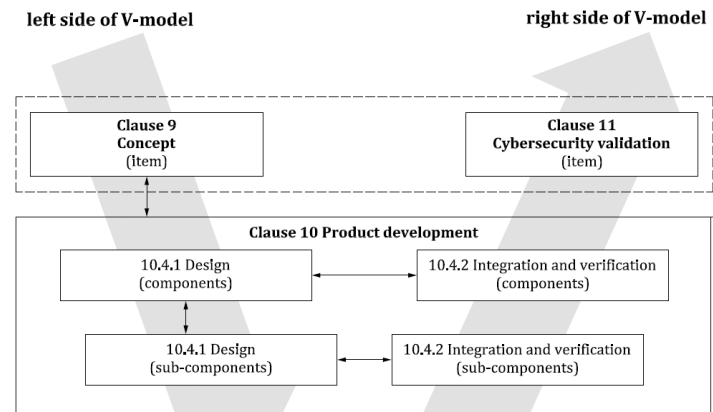 left side of V-model
right side of V-model
Clause 9
Concept
(item)
Clause 11
Cybersecurity validation
(item)
Clause 10 Product development
10.4.1 Design
(components)
10.4.2 Integration and verification
(components)
10.4.1 Design
(sub-components)
10.4.2 Integration and verification
(sub-components)